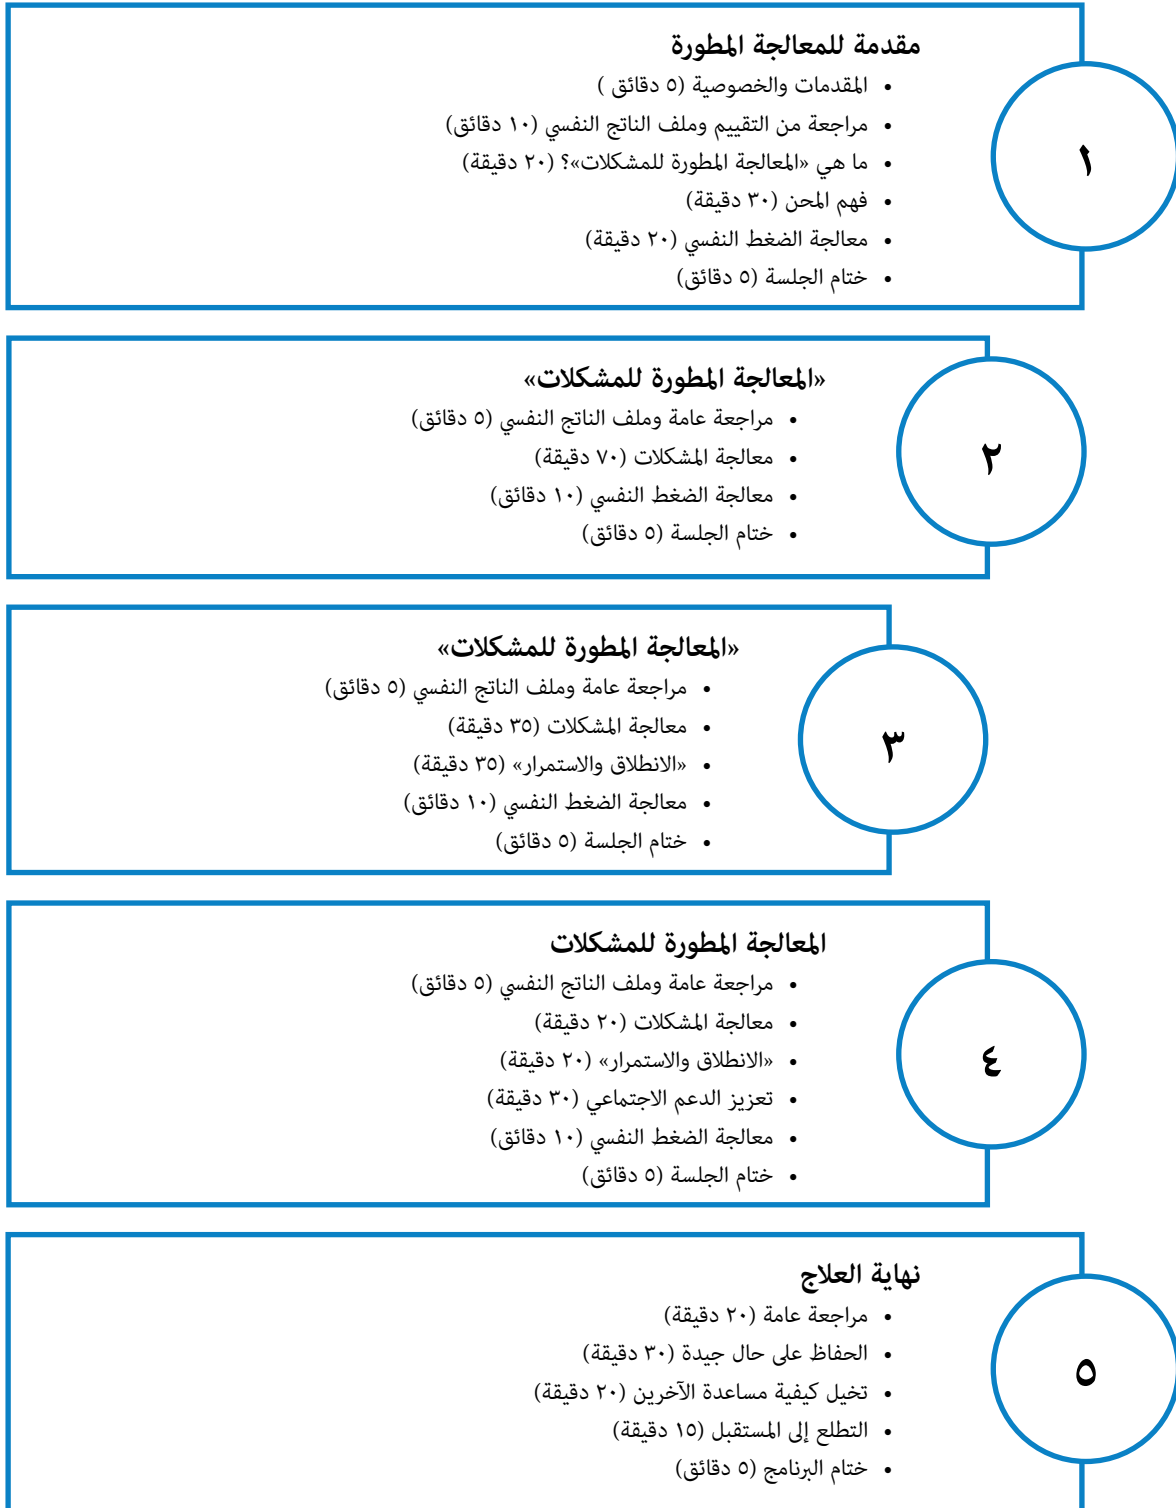 مقدمة للمعالجة المطورة
• المقدمات والخصوصية (٥ دقائق )
• مراجعة من التقييم وملف الناتج النفسي (١٠ دقائق)
• ما هي «المعالجة المطورة للمشكلات»؟ (٢٠ دقيقة)
• فهم المحن (٣٠ دقيقة)
• معالجة الضغط النفسي (٢٠ دقيقة)
• ختام الجلسة (٥ دقائق)
١
«المعالجة المطورة للمشكلات»
• مراجعة عامة وملف الناتج النفسي (٥ دقائق)
• معالجة المشكلات (٧٠ دقيقة)
• معالجة الضغط النفسي (١٠ دقائق)
• ختام الجلسة (٥ دقائق)
٢
«المعالجة المطورة للمشكلات»
• مراجعة عامة وملف الناتج النفسي (٥ دقائق)
• معالجة المشكلات (٣٥ دقيقة)
• «الانطلاق والاستمرار» (٣٥ دقيقة)
• معالجة الضغط النفسي (١٠ دقائق)
• ختام الجلسة (٥ دقائق)
٣
المعالجة المطورة للمشكلات
• مراجعة عامة وملف الناتج النفسي (٥ دقائق)
• معالجة المشكلات (٢٠ دقيقة)
• «الانطلاق والاستمرار» (٢٠ دقيقة)
• تعزيز الدعم الاجتماعي (٣٠ دقيقة)
• معالجة الضغط النفسي (١٠ دقائق)
• ختام الجلسة (٥ دقائق)
٤
نهاية العلاج
• مراجعة عامة (٢٠ دقيقة)
• الحفاظ على حال جيدة (٣٠ دقيقة)
• تخيل كيفية مساعدة الآخرين (٢٠ دقيقة)
• التطلع إلى المستقبل (١٥ دقيقة)
• ختام البرنامج (٥ دقائق)
٥